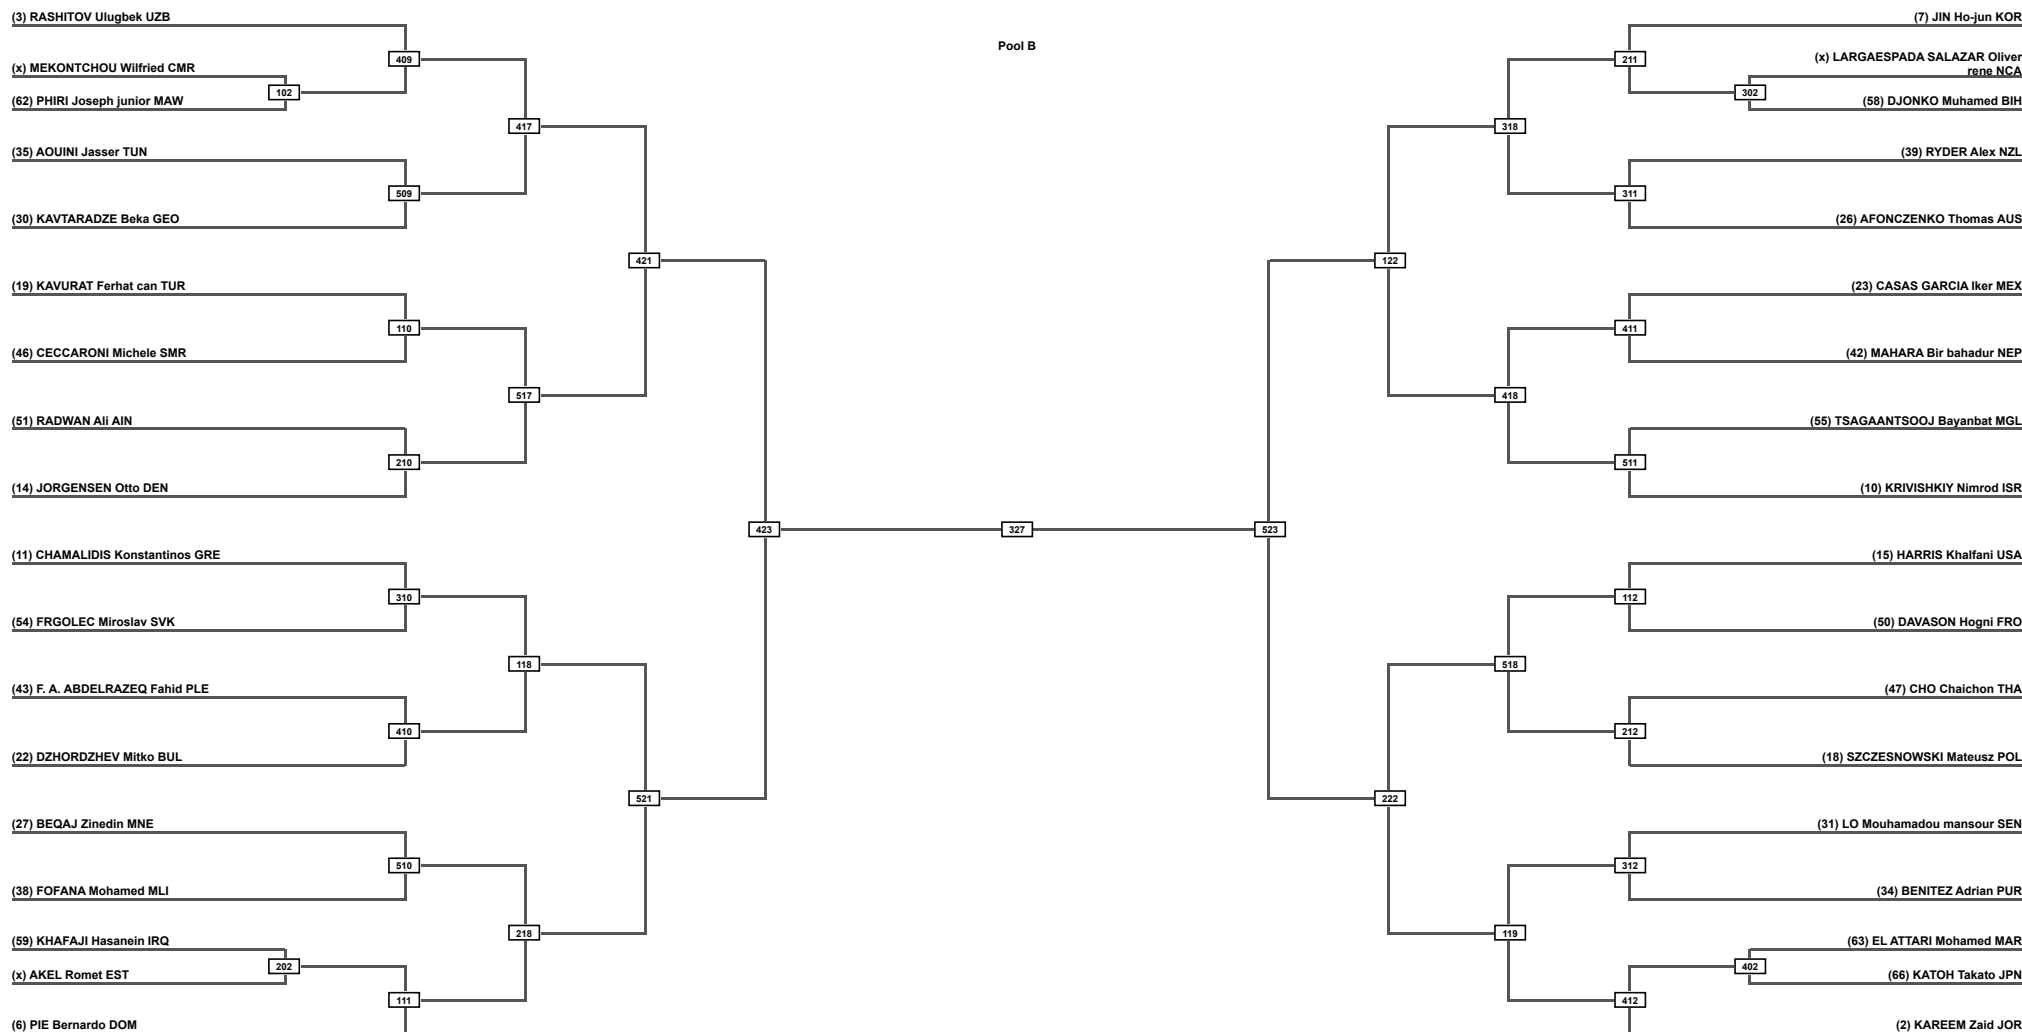 (3) RASHITOV Ulugbek UZB
409
(x) MEKONTCHOU Wilfried CMR
102
(62) PHIRI Joseph junior MAW
417
(35) AOUINI Jasser TUN
509
(30) KAVTARADZE Beka GEO
421
(19) KAVURAT Ferhat can TUR
110
(46) CECCARONI Michele SMR
517
(51) RADWAN Ali AIN
210
(14) JORGENSEN Otto DEN
423
(11) CHAMALIDIS Konstantinos GRE
310
(54) FRGOLEC Miroslav SVK
118
(43) F. A. ABDELRAZEQ Fahid PLE
410
(22) DZHORDZHEV Mitko BUL
521
(27) BEQAJ Zinedin MNE
510
(38) FOFANA Mohamed MLI
218
(59) KHAFAJI Hasanein IRQ
202
(x) AKEL Romet EST
111
(6) PIE Bernardo DOM
Pool B
327
(7) JIN Ho-jun KOR
211
(x) LARGAESPADA SALAZAR Oliver
rene NCA
302
(58) DJONKO Muhamed BIH
318
(39) RYDER Alex NZL
311
(26) AFONCZENKO Thomas AUS
122
(23) CASAS GARCIA Iker MEX
411
(42) MAHARA Bir bahadur NEP
418
(55) TSAGAANTSOOJ Bayanbat MGL
511
(10) KRIVISHKIY Nimrod ISR
523
(15) HARRIS Khalfani USA
112
(50) DAVASON Hogni FRO
518
(47) CHO Chaichon THA
212
(18) SZCZESNOWSKI Mateusz POL
222
(31) LO Mouhamadou mansour SEN
312
(34) BENITEZ Adrian PUR
119
(63) EL ATTARI Mohamed MAR
402
(66) KATOH Takato JPN
412
(2) KAREEM Zaid JOR